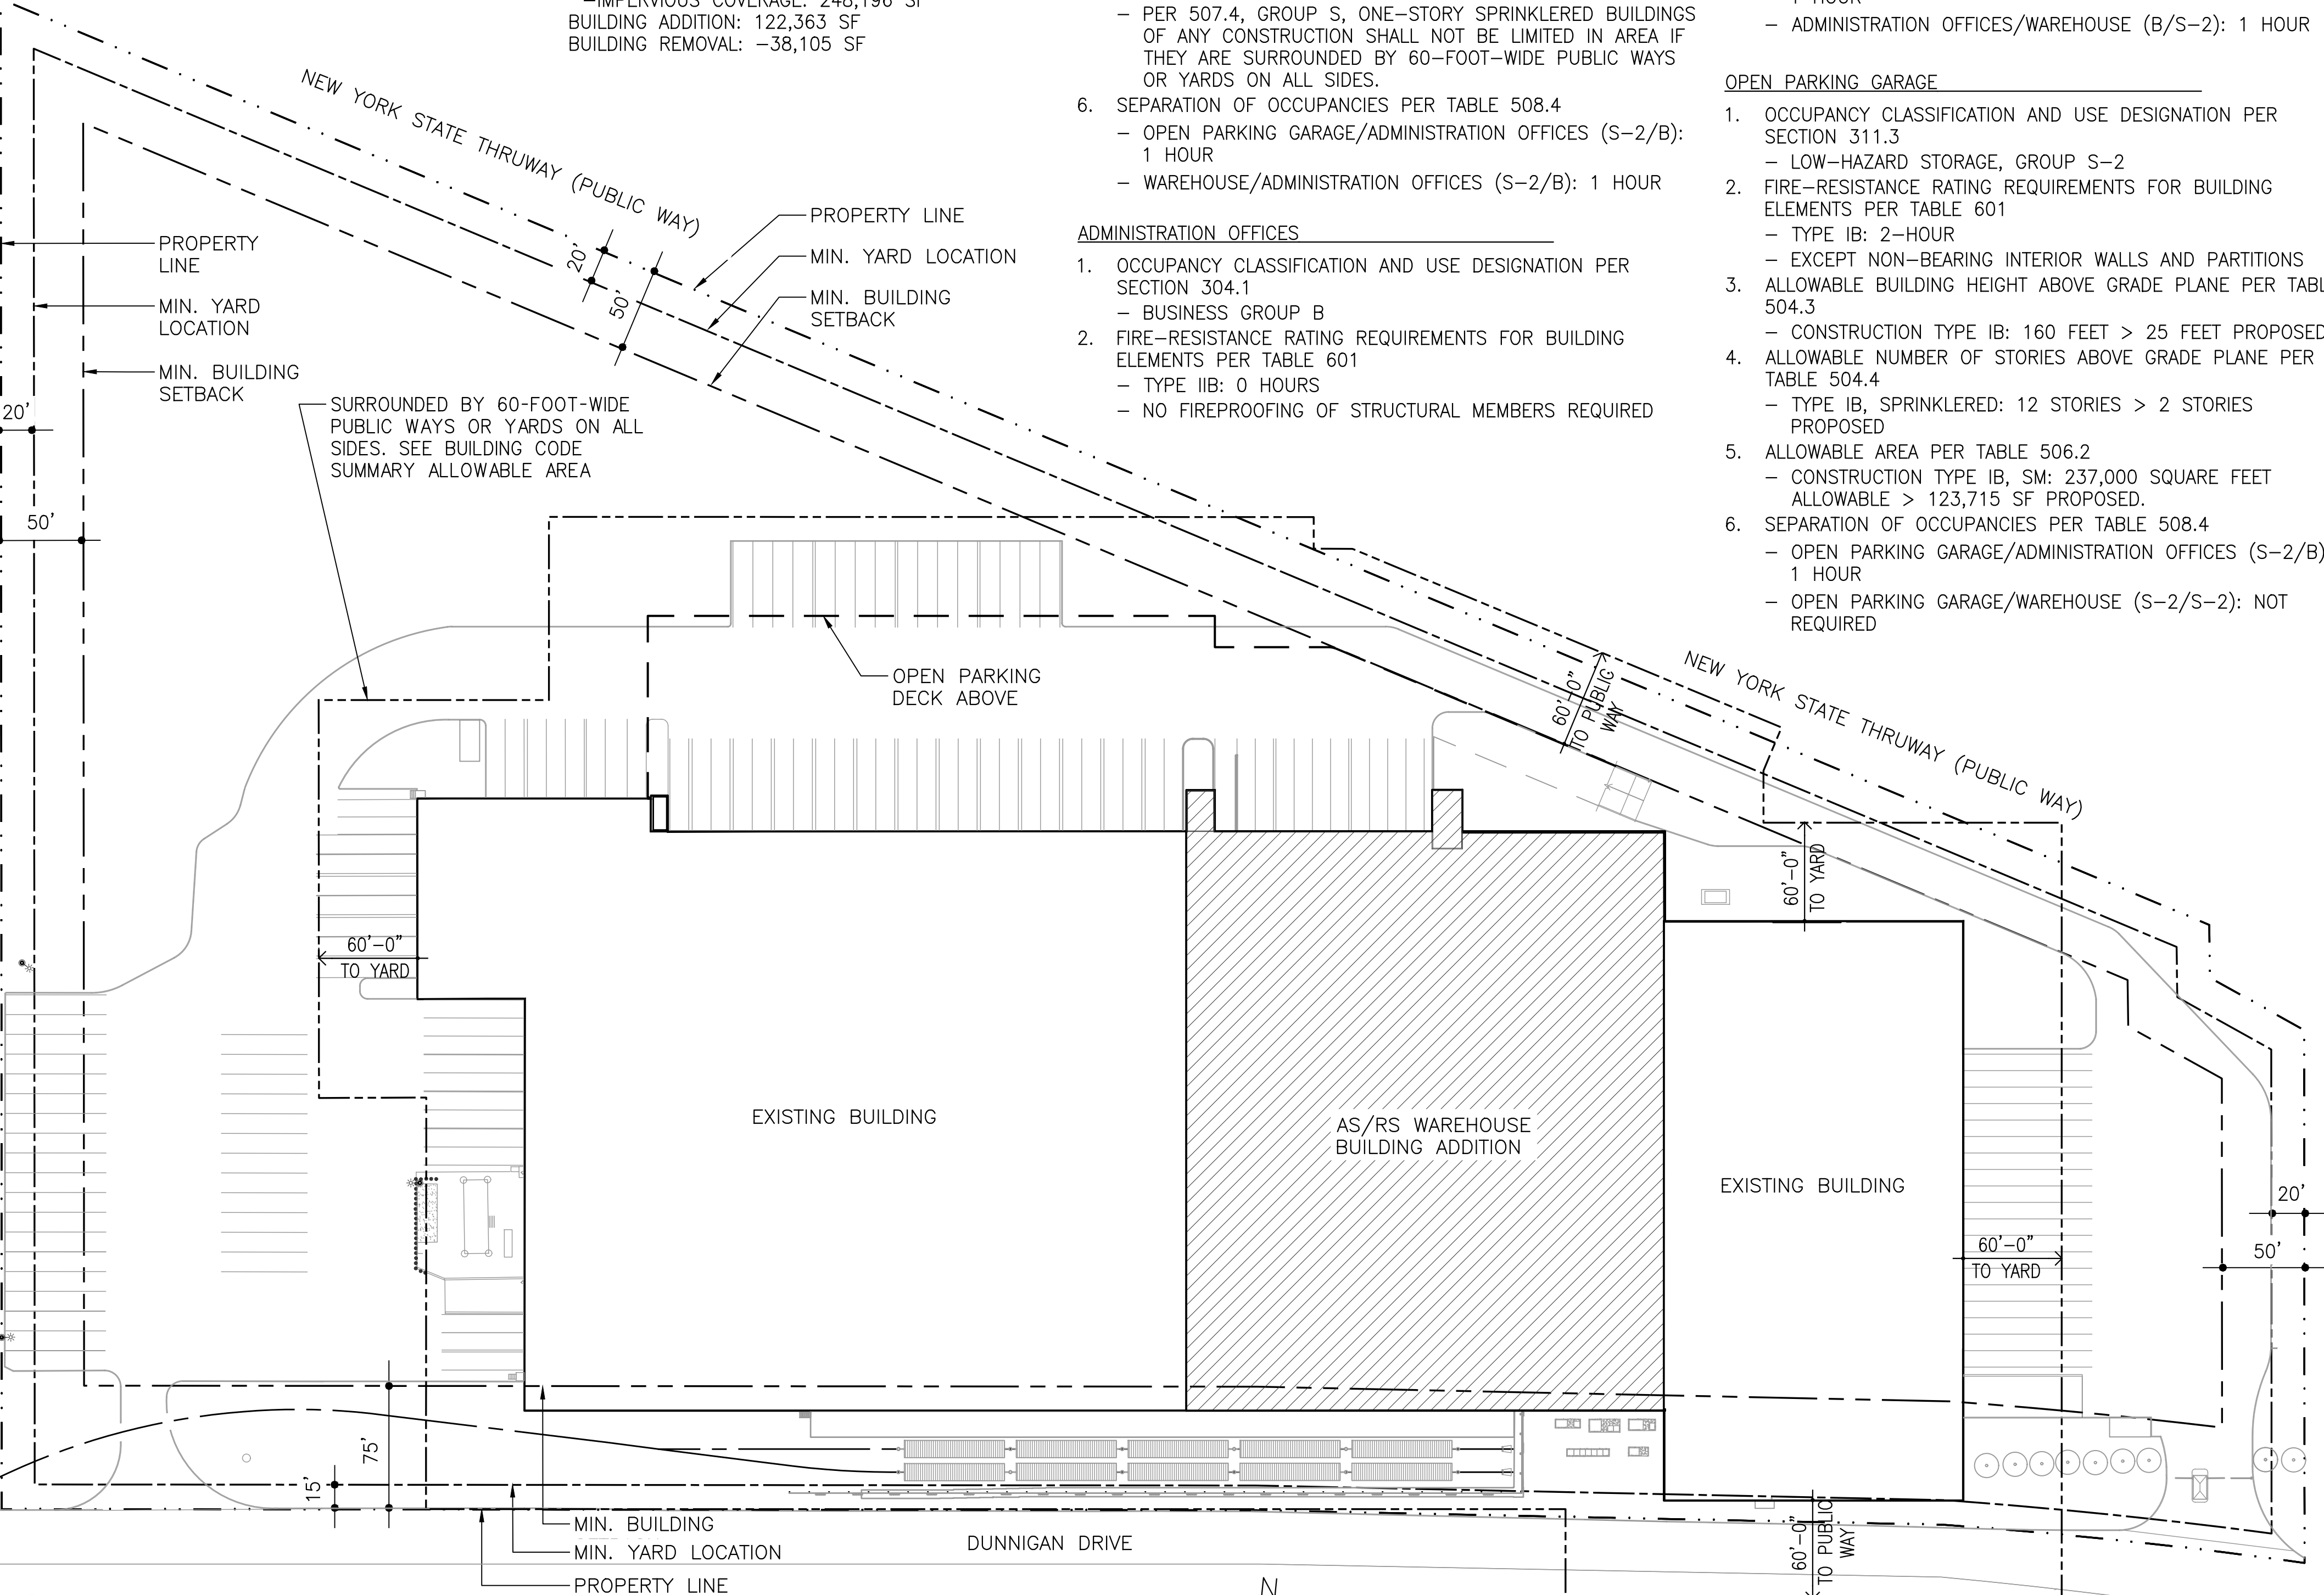 -IMPERVIOUS COVERAGE: 248,196 SF
BUILDING ADDITION: 122,363 SF
BUILDING REMOVAL: -38,105 SF
- PER 507.4, GROUP S, ONE-STORY SPRINKLERED BUILDINGS
OF ANY CONSTRUCTION SHALL NOT BE LIMITED IN AREA IF
THEY ARE SURROUNDED BY 60-FOOT-WIDE PUBLIC WAYS
OR YARDS ON ALL SIDES.
6. SEPARATION OF OCCUPANCIES PER TABLE 508.4
- OPEN PARKING GARAGE/ADMINISTRATION OFFICES (S-2/B):
1 HOUR
- WAREHOUSE/ADMINISTRATION OFFICES (S-2/B): 1 HOUR
ADMINISTRATION OFFICES
1. OCCUPANCY CLASSIFICATION AND USE DESIGNATION PER
SECTION 304.1
- BUSINESS GROUP B
2. FIRE-RESISTANCE RATING REQUIREMENTS FOR BUILDING
ELEMENTS PER TABLE 601
- TYPE IIB: 0 HOURS
- NO FIREPROOFING OF STRUCTURAL MEMBERS REQUIRED
1 HOUR
- ADMINISTRATION OFFICES/WAREHOUSE (B/S-2): 1 HOUR
OPEN PARKING GARAGE
1. OCCUPANCY CLASSIFICATION AND USE DESIGNATION PER
SECTION 311.3
- LOW-HAZARD STORAGE, GROUP S-2
2. FIRE-RESISTANCE RATING REQUIREMENTS FOR BUILDING
ELEMENTS PER TABLE 601
- TYPE IB: 2-HOUR
- EXCEPT NON-BEARING INTERIOR WALLS AND PARTITIONS
3. ALLOWABLE BUILDING HEIGHT ABOVE GRADE PLANE PER TABL
504.3
- CONSTRUCTION TYPE IB: 160 FEET > 25 FEET PROPOSED
4. ALLOWABLE NUMBER OF STORIES ABOVE GRADE PLANE PER
TABLE 504.4
- TYPE IB, SPRINKLERED: 12 STORIES > 2 STORIES
PROPOSED
5. ALLOWABLE AREA PER TABLE 506.2
- CONSTRUCTION TYPE IB, SM: 237,000 SQUARE FEET
ALLOWABLE > 123,715 SF PROPOSED.
6. SEPARATION OF OCCUPANCIES PER TABLE 508.4
- OPEN PARKING GARAGE/ADMINISTRATION OFFICES (S-2/B)
1 HOUR
- OPEN PARKING GARAGE/WAREHOUSE (S-2/S-2): NOT
REQUIRED
NEW YORK STATE THRUWAY (PUBLIC WAY)
PROPERTY
LINE
MIN. YARD
LOCATION
MIN. BUILDING
SETBACK
20'
50'
20'
50'
PROPERTY LINE
MIN. YARD LOCATION
MIN. BUILDING
SETBACK
SURROUNDED BY 60-FOOT-WIDE
PUBLIC WAYS OR YARDS ON ALL
SIDES. SEE BUILDING CODE
SUMMARY ALLOWABLE AREA
OPEN PARKING
DECK ABOVE
60'-0"
TO PUBLIC
WAY
NEW YORK STATE THRUWAY (PUBLIC WAY)
60'-0"
TO YARD
60'-0"
TO YARD
EXISTING BUILDING
AS/RS WAREHOUSE
BUILDING ADDITION
EXISTING BUILDING
60'-0"
TO YARD
20'
50'
75'
15'
MIN. BUILDING
MIN. YARD LOCATION
PROPERTY LINE
DUNNIGAN DRIVE
60'-0"
TO PUBLIC
WAY
N